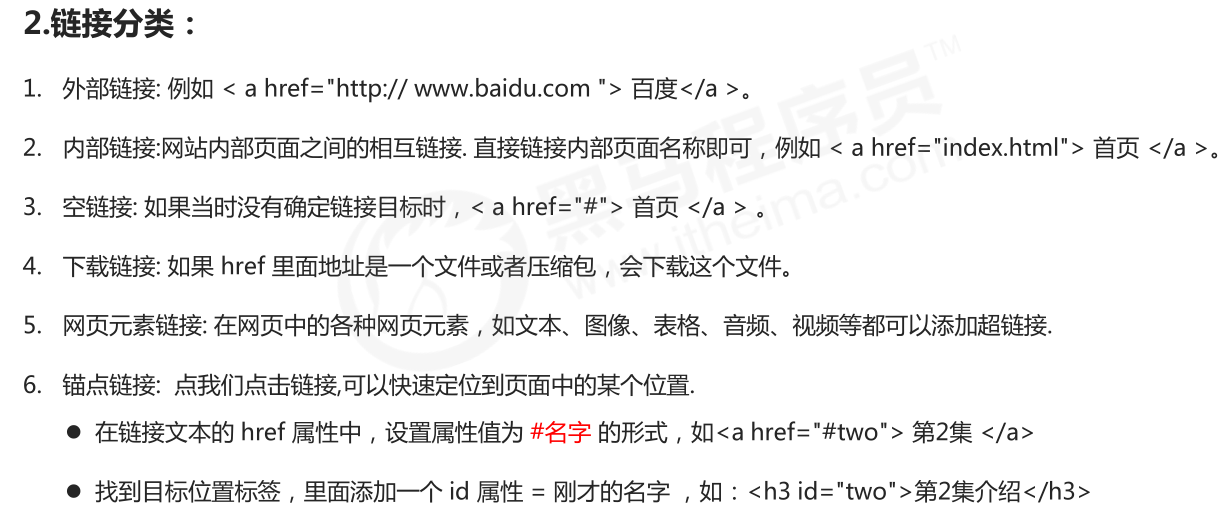 2.链接分类：
1. 外部链接: 例如 < a href="http:// www.baidu.com "> 百度</a >。
2. 内部链接:网站内部页面之间的相互链接. 直接链接内部页面名称即可，例如 < a href="index.html"> 首页 </a >。
3. 空链接: 如果当时没有确定链接目标时，< a href="#"> 首页 </a > 。
4. 下载链接: 如果 href 里面地址是一个文件或者压缩包，会下载这个文件。
5. 网页元素链接: 在网页中的各种网页元素，如文本、图像、表格、音频、视频等都可以添加超链接.
6. 锚点链接: 点我们点击链接,可以快速定位到页面中的某个位置.
● 在链接文本的 href 属性中，设置属性值为 #名字 的形式，如<a href="#two"> 第2集 </a>
● 找到目标位置标签，里面添加一个 id 属性 = 刚才的名字 ，如：<h3 id="two">第2集介绍</h3>
黑马程序员™
www.itheima.com